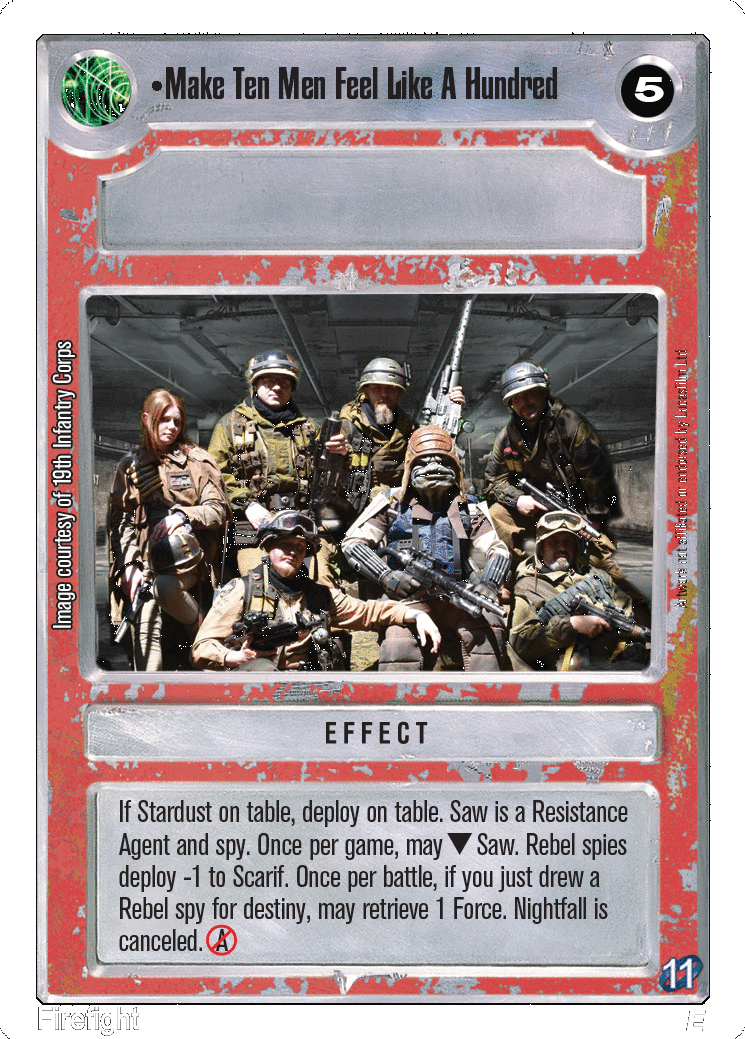 •Make Ten Men Feel Like A Hundred
5
Image courtesy of 19th Infantry Corps
EFFECT
If Stardust on table, deploy on table. Saw is a Resistance
Agent and spy. Once per game, may ▼ Saw. Rebel spies
deploy -1 to Scarif. Once per battle, if you just drew a
Rebel spy for destiny, may retrieve 1 Force. Nightfall is
canceled. A
11
Firefight
E